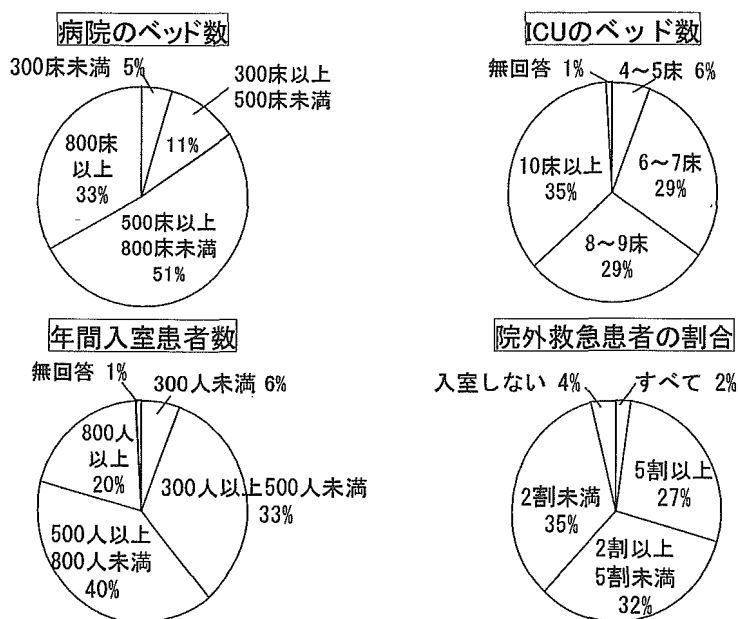 病院のベッド数
300床未満 5%
300床以上
500床未満
11%
500床以上
800床未満
51%
800床
以上
33%
ICUのベッド数
無回答 1%
4～5床 6%
6～7床
29%
8～9床
29%
10床以上
35%
年間入室患者数
無回答 1%
300人未満 6%
300人以上500人未満
33%
500人以上
800人未満
40%
800人
以上
20%
院外救急患者の割合
入室しない 4%
すべて 2%
5割以上
27%
2割以上
5割未満
32%
2割未満
35%